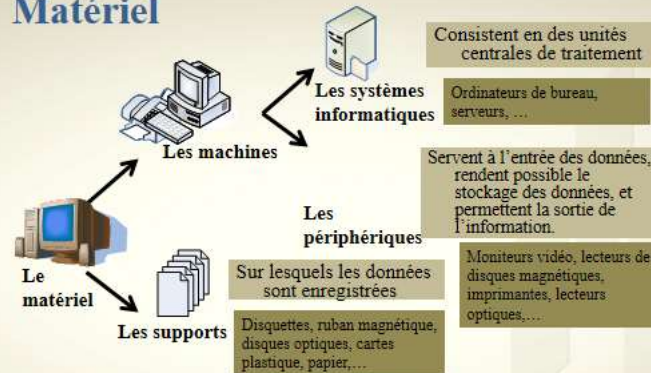 Matériel
Consistent en des unités
centrales de traitement
Les systèmes
informatiques
Ordinateurs de bureau,
serveurs, …
Les machines
Servent à l'entrée des données,
rendent possible le
stockage des données, et
permettent la sortie de
l'information.
Les
périphériques
Moniteurs vidéo, lecteurs de
disques magnétiques,
imprimantes, lecteurs
optiques,…
Le
matériel
Sur lesquels les données
sont enregistrées
Les supports
Disquettes, ruban magnétique,
disques optiques, cartes
plastique, papier,…